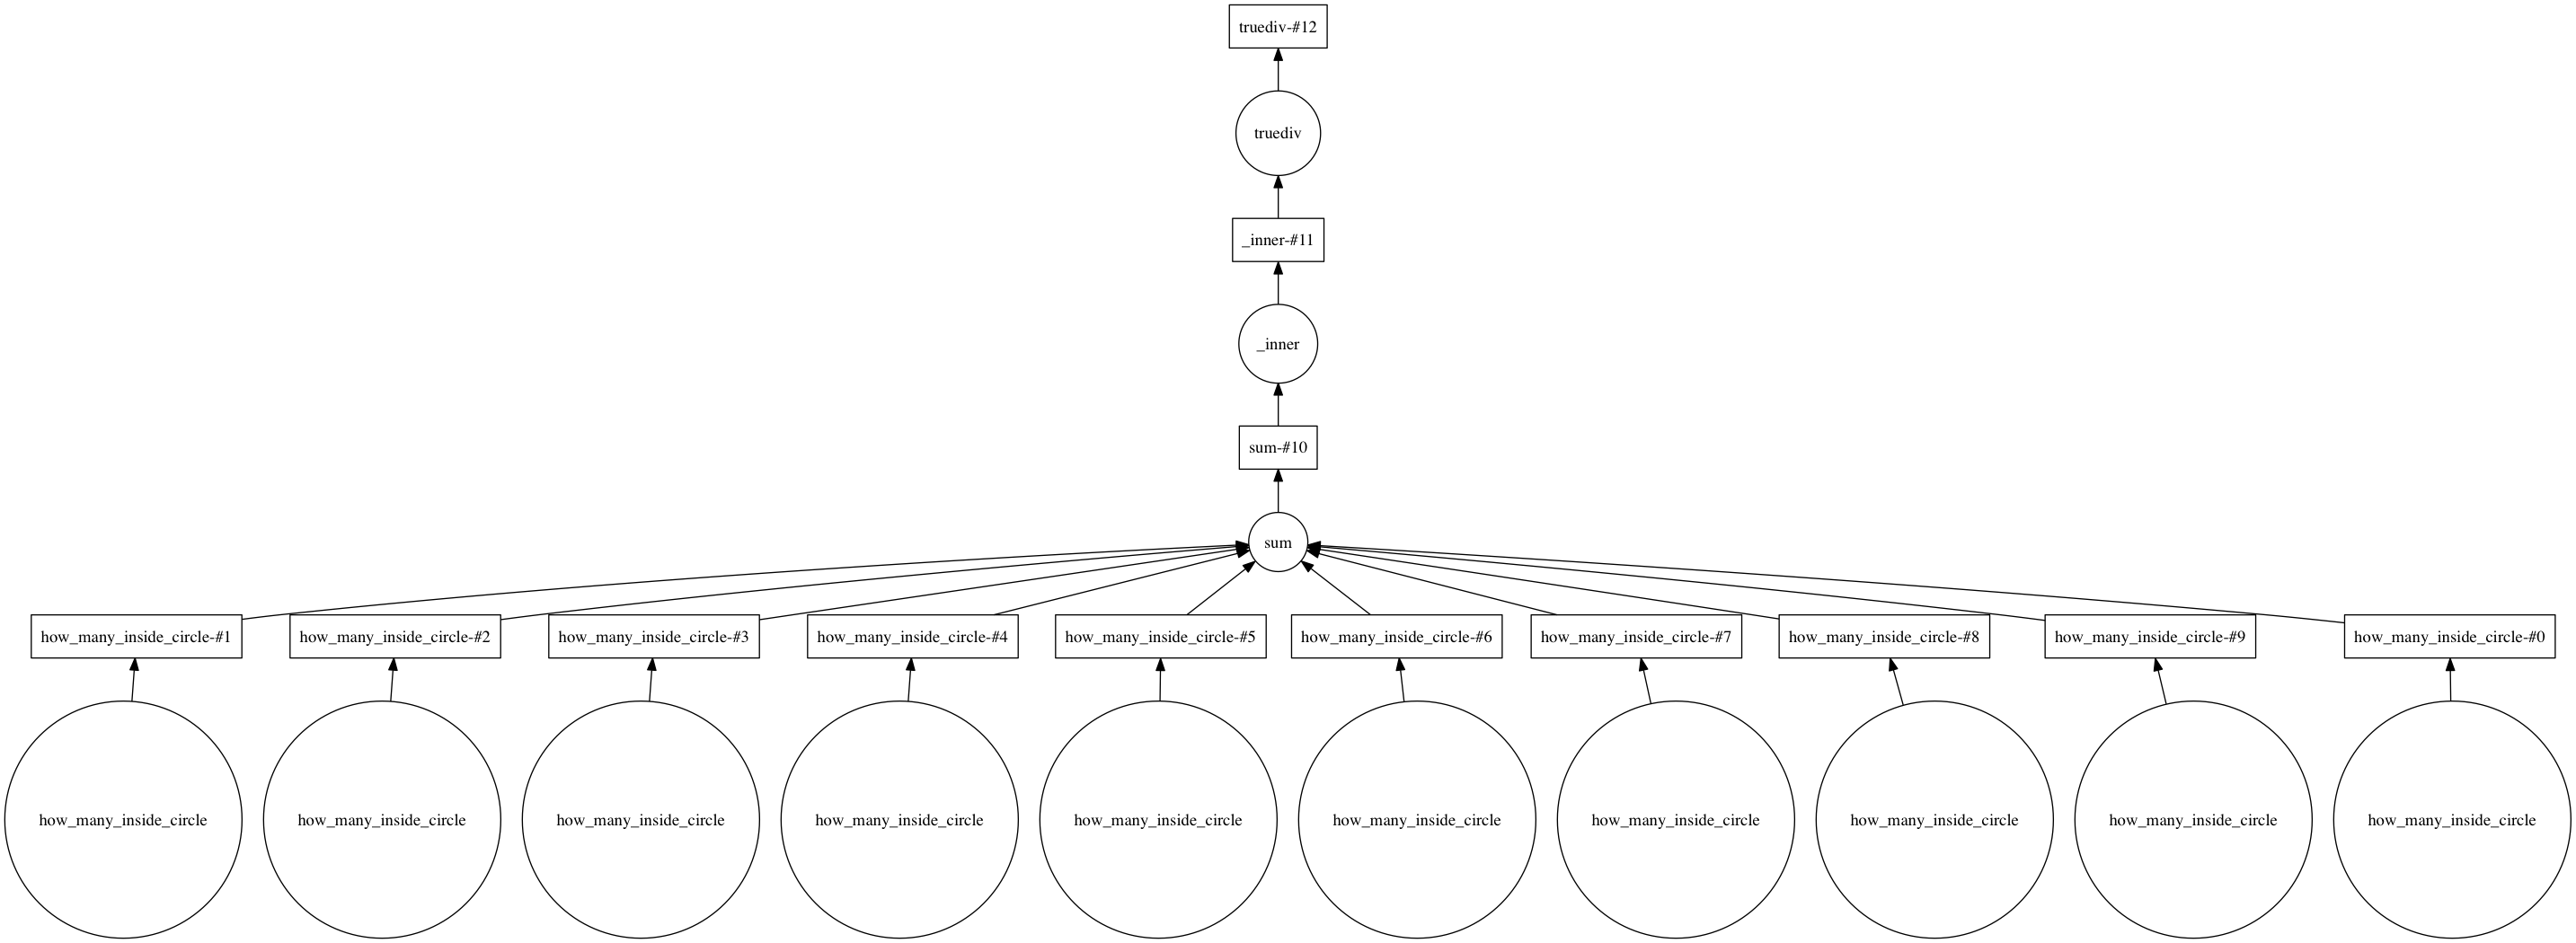 truediv-#12
truediv
_inner-#11
_inner
sum-#10
sum
how_many_inside_circle-#1
how_many_inside_circle-#2
how_many_inside_circle-#3
how_many_inside_circle-#4
how_many_inside_circle-#5
how_many_inside_circle-#6
how_many_inside_circle-#7
how_many_inside_circle-#8
how_many_inside_circle-#9
how_many_inside_circle-#0
how_many_inside_circle
how_many_inside_circle
how_many_inside_circle
how_many_inside_circle
how_many_inside_circle
how_many_inside_circle
how_many_inside_circle
how_many_inside_circle
how_many_inside_circle
how_many_inside_circle